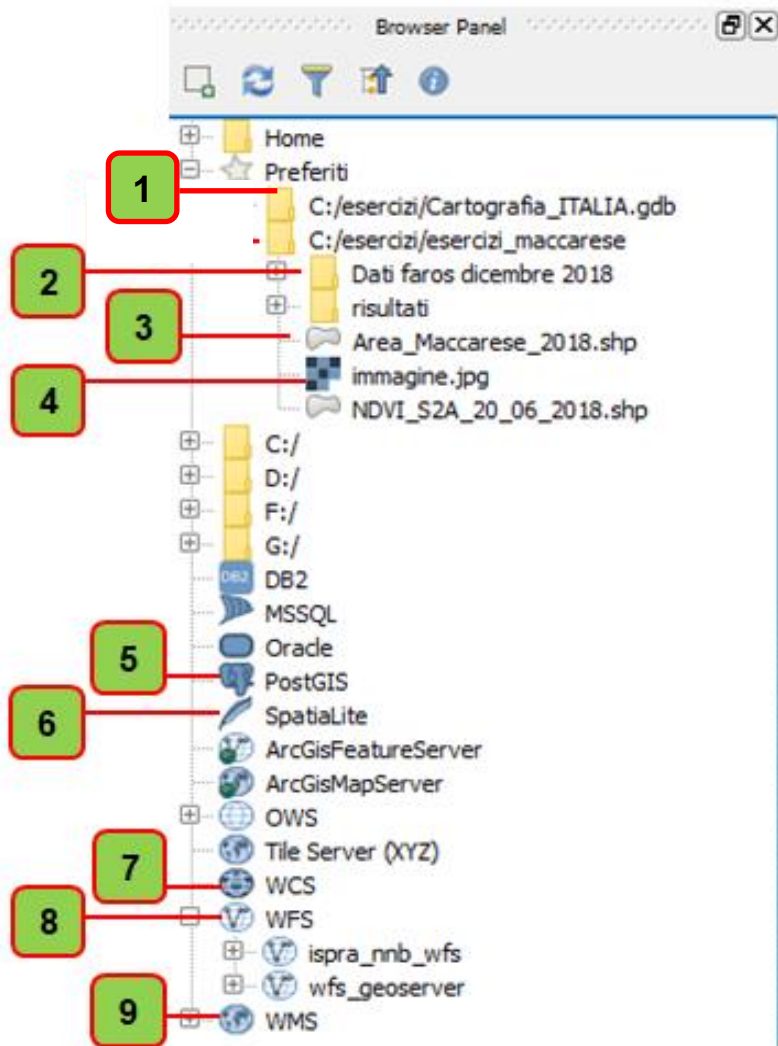 Browser Panel
Home
Preferiti
1
C:/esercizi/Cartografia_ITALIA.gdb
C:/esercizi/esercizi_maccarese
2
Dati faros dicembre 2018
risultati
3
Area_Maccarese_2018.shp
4
immagine.jpg
NDVI_S2A_20_06_2018.shp
C:/
D:/
F:/
G:/
DB2
DB2
MSSQL
Oracle
5
PostGIS
6
SpatiaLite
ArcGisFeatureServer
ArcGisMapServer
OWS
Tile Server (XYZ)
7
WCS
8
WFS
ispra_nnb_wfs
wfs_geoserver
9
WMS